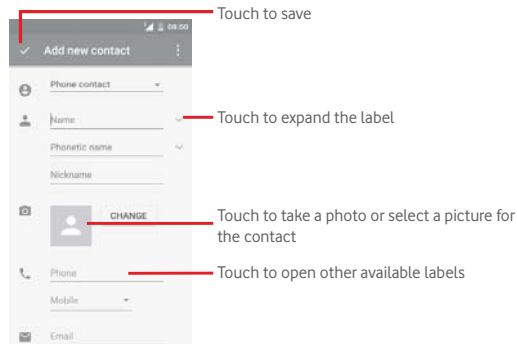 Touch to save
08:00
Add new contact
Phone contact
Name
Touch to expand the label
Phonetic name
Nickname
CHANGE
Touch to take a photo or select a picture for
the contact
Phone
Touch to open other available labels
Mobile
Email